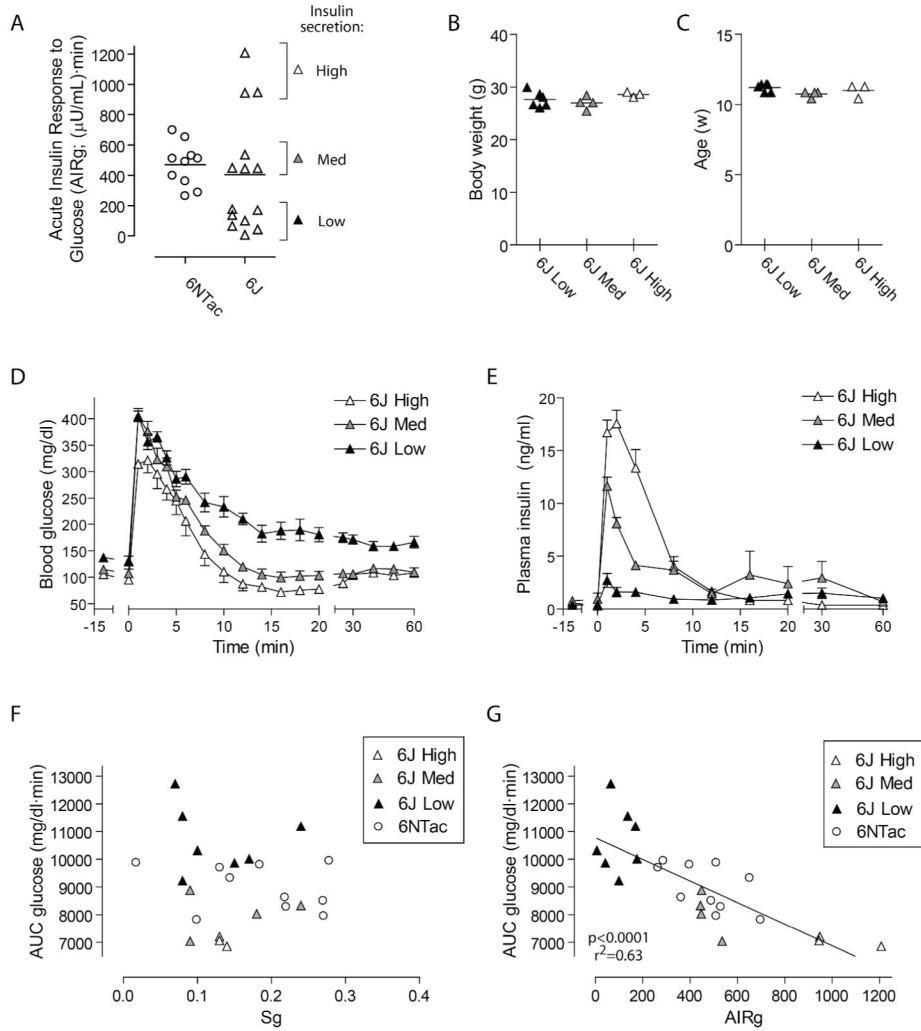 A
Insulin
secretion:
Acute Insulin Response to
Glucose (AIRg; (μU/mL)·min)
1200
1000
800
600
400
200
0
6NTac
6J
High
Med
Low
B
Body weight (g)
40
30
20
10
0
6J Low
6J Med
6J High
C
Age (w)
15
10
5
0
6J Low
6J Med
6J High
D
Blood glucose (mg/dl)
400
350
300
250
200
150
100
50
6J High
6J Med
6J Low
-15 0 5 10 15 20 30 60
Time (min)
E
Plasma insulin (ng/ml)
20
15
10
5
0
6J High
6J Med
6J Low
-15 0 5 10 15 20 30 60
Time (min)
F
AUC glucose (mg/dl·min)
13000
12000
11000
10000
9000
8000
7000
6J High
6J Med
6J Low
6NTac
0.0 0.1 0.2 0.3 0.4
Sg
G
AUC glucose (mg/dl·min)
13000
12000
11000
10000
9000
8000
7000
6J High
6J Med
6J Low
6NTac
p<0.0001
r²=0.63
0 200 400 600 800 1000 1200
AIRg